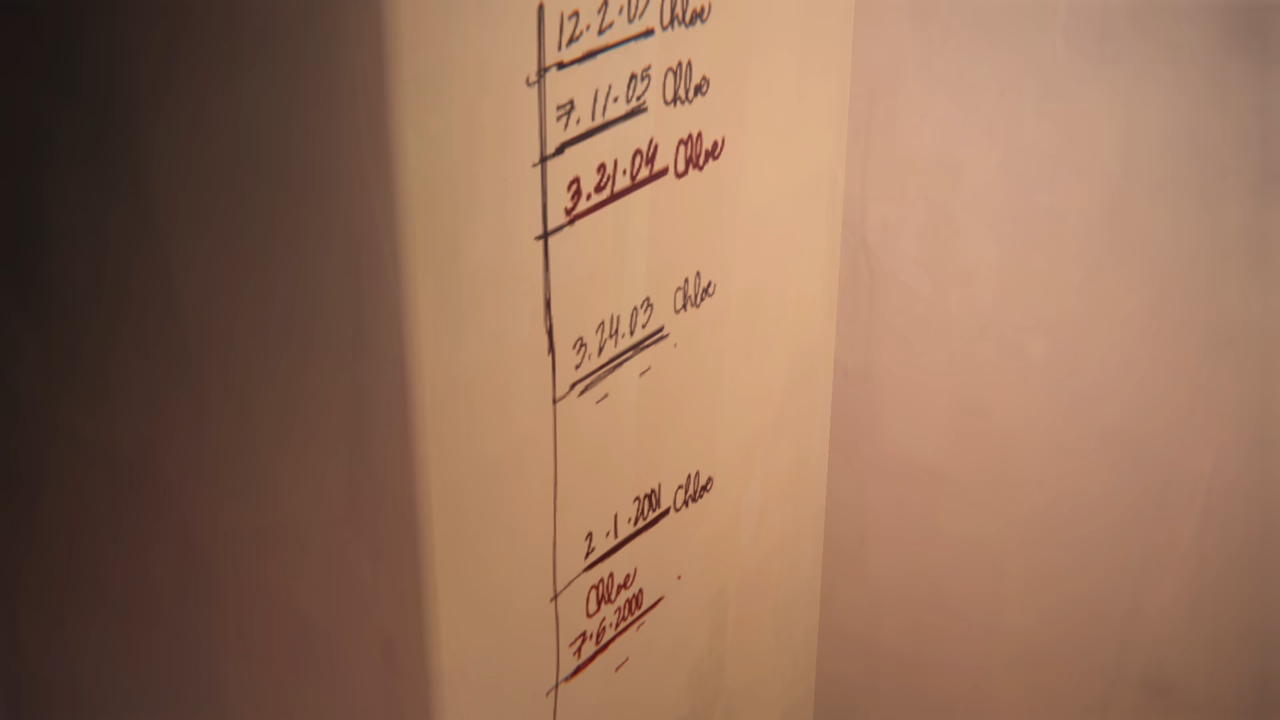 Chloe
7.11.05 Chloe
3.21.04 Chloe
3.24.03 Chloe
2.1.2001 Chloe
Chloe
7.6.2000